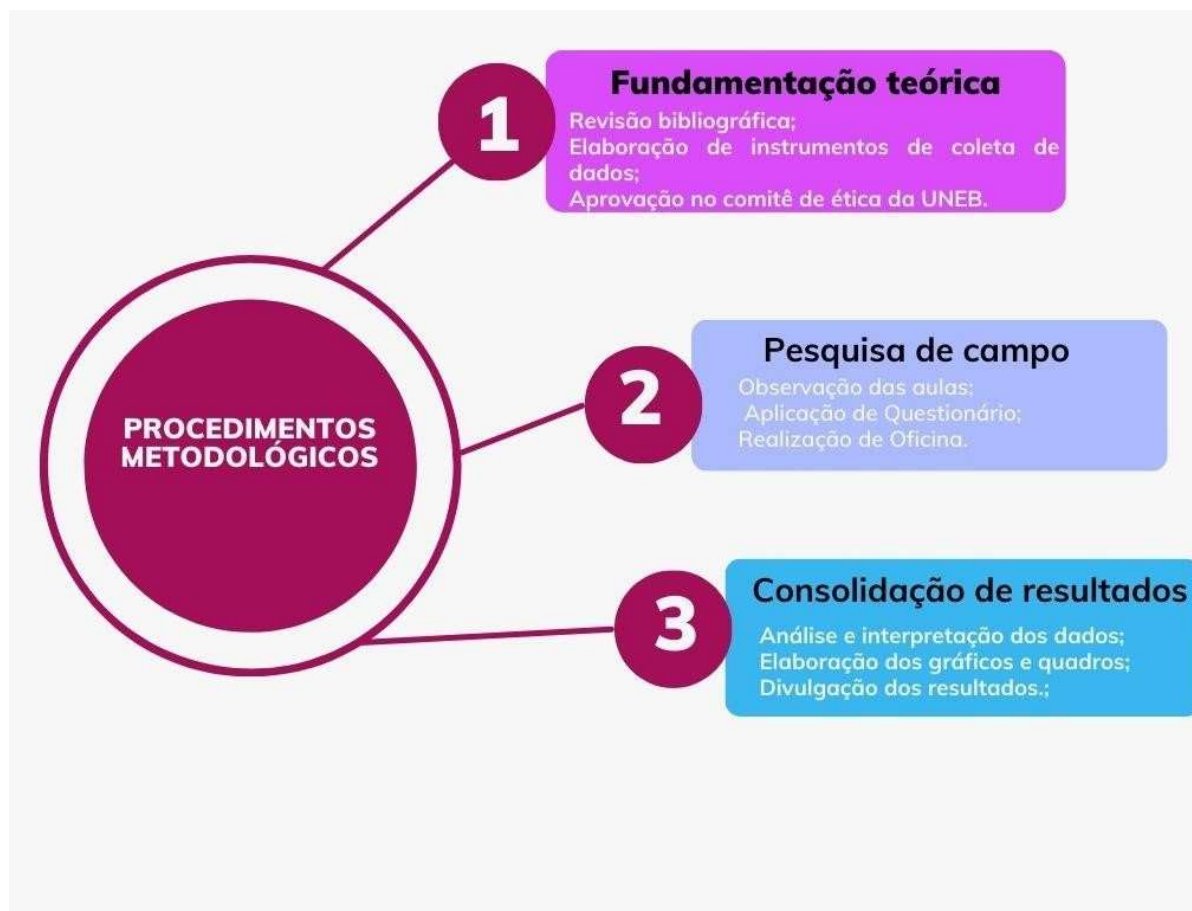 PROCEDIMENTOS
METODOLÓGICOS
1
Fundamentação teórica
Revisão bibliográfica;
Elaboração de instrumentos de coleta de
dados;
Aprovação no comitê de ética da UNEB.
2
Pesquisa de campo
Observação das aulas;
Aplicação de Questionário;
Realização de Oficina.
3
Consolidação de resultados
Análise e interpretação dos dados;
Elaboração dos gráficos e quadros;
Divulgação dos resultados.;